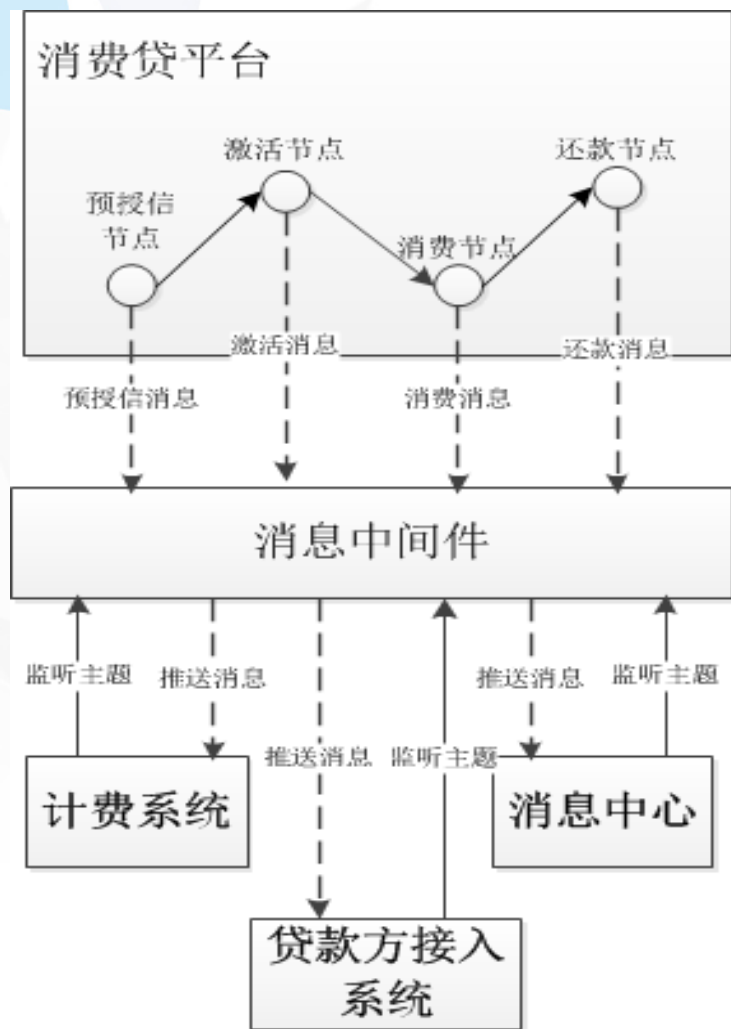 消费贷平台
激活节点
还款节点
预授信
节点
消费节点
激活消息
还款消息
预授信消息
消费消息
消息中间件
监听主题
推送消息
推送消息
监听主题
推送消息
监听主题
计费系统
消息中心
贷款方接入
系统